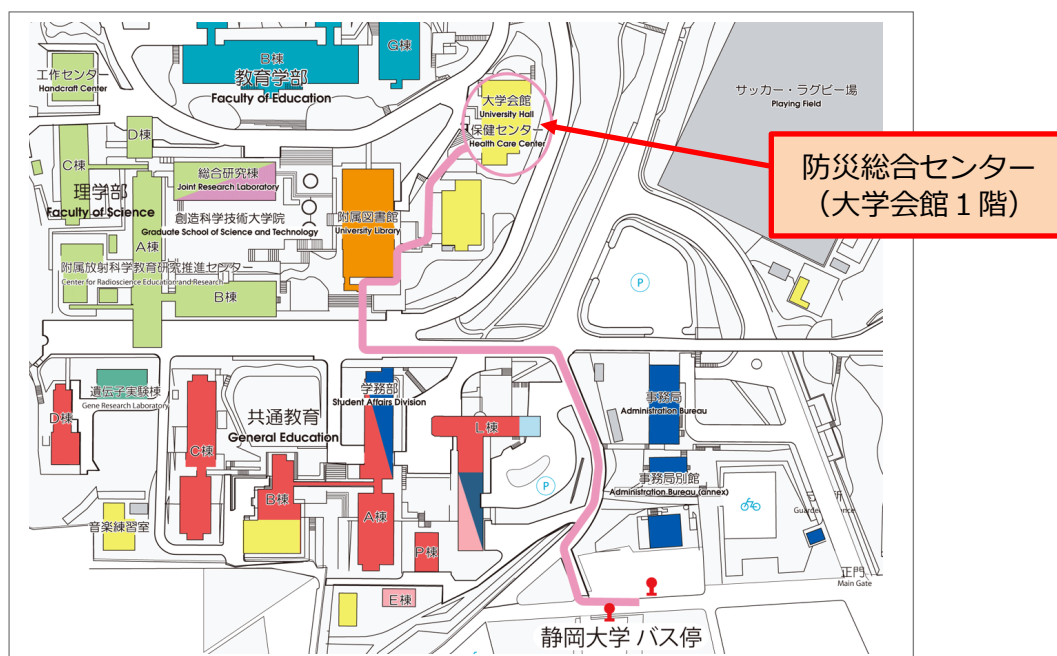 B棟
教育学部
Faculty of Education
G棟
工作センター
Handcraft Center
大学会館
University Hall
保健センター
Health Care Center
サッカー・ラグビー場
Playing Field
防災総合センター
（大学会館１階）
D棟
C棟
理学部
Faculty of Science
総合研究棟
Joint Research Laboratory
創造科学技術大学院
Graduate School of Science and Technology
附属図書館
University Library
A棟
附属放射科学教育研究推進センター
Center for Radioscience Education and Research
B棟
P
遺伝子実験棟
Gene Research Laboratory
D棟
C棟
共通教育
General Education
学務部
Student Affairs Division
L棟
事務局
Administration Bureau
事務局別館
Administration Bureau (annex)
P
B棟
A棟
P棟
音楽練習室
E棟
正門
Main Gate
静岡大学 バス停